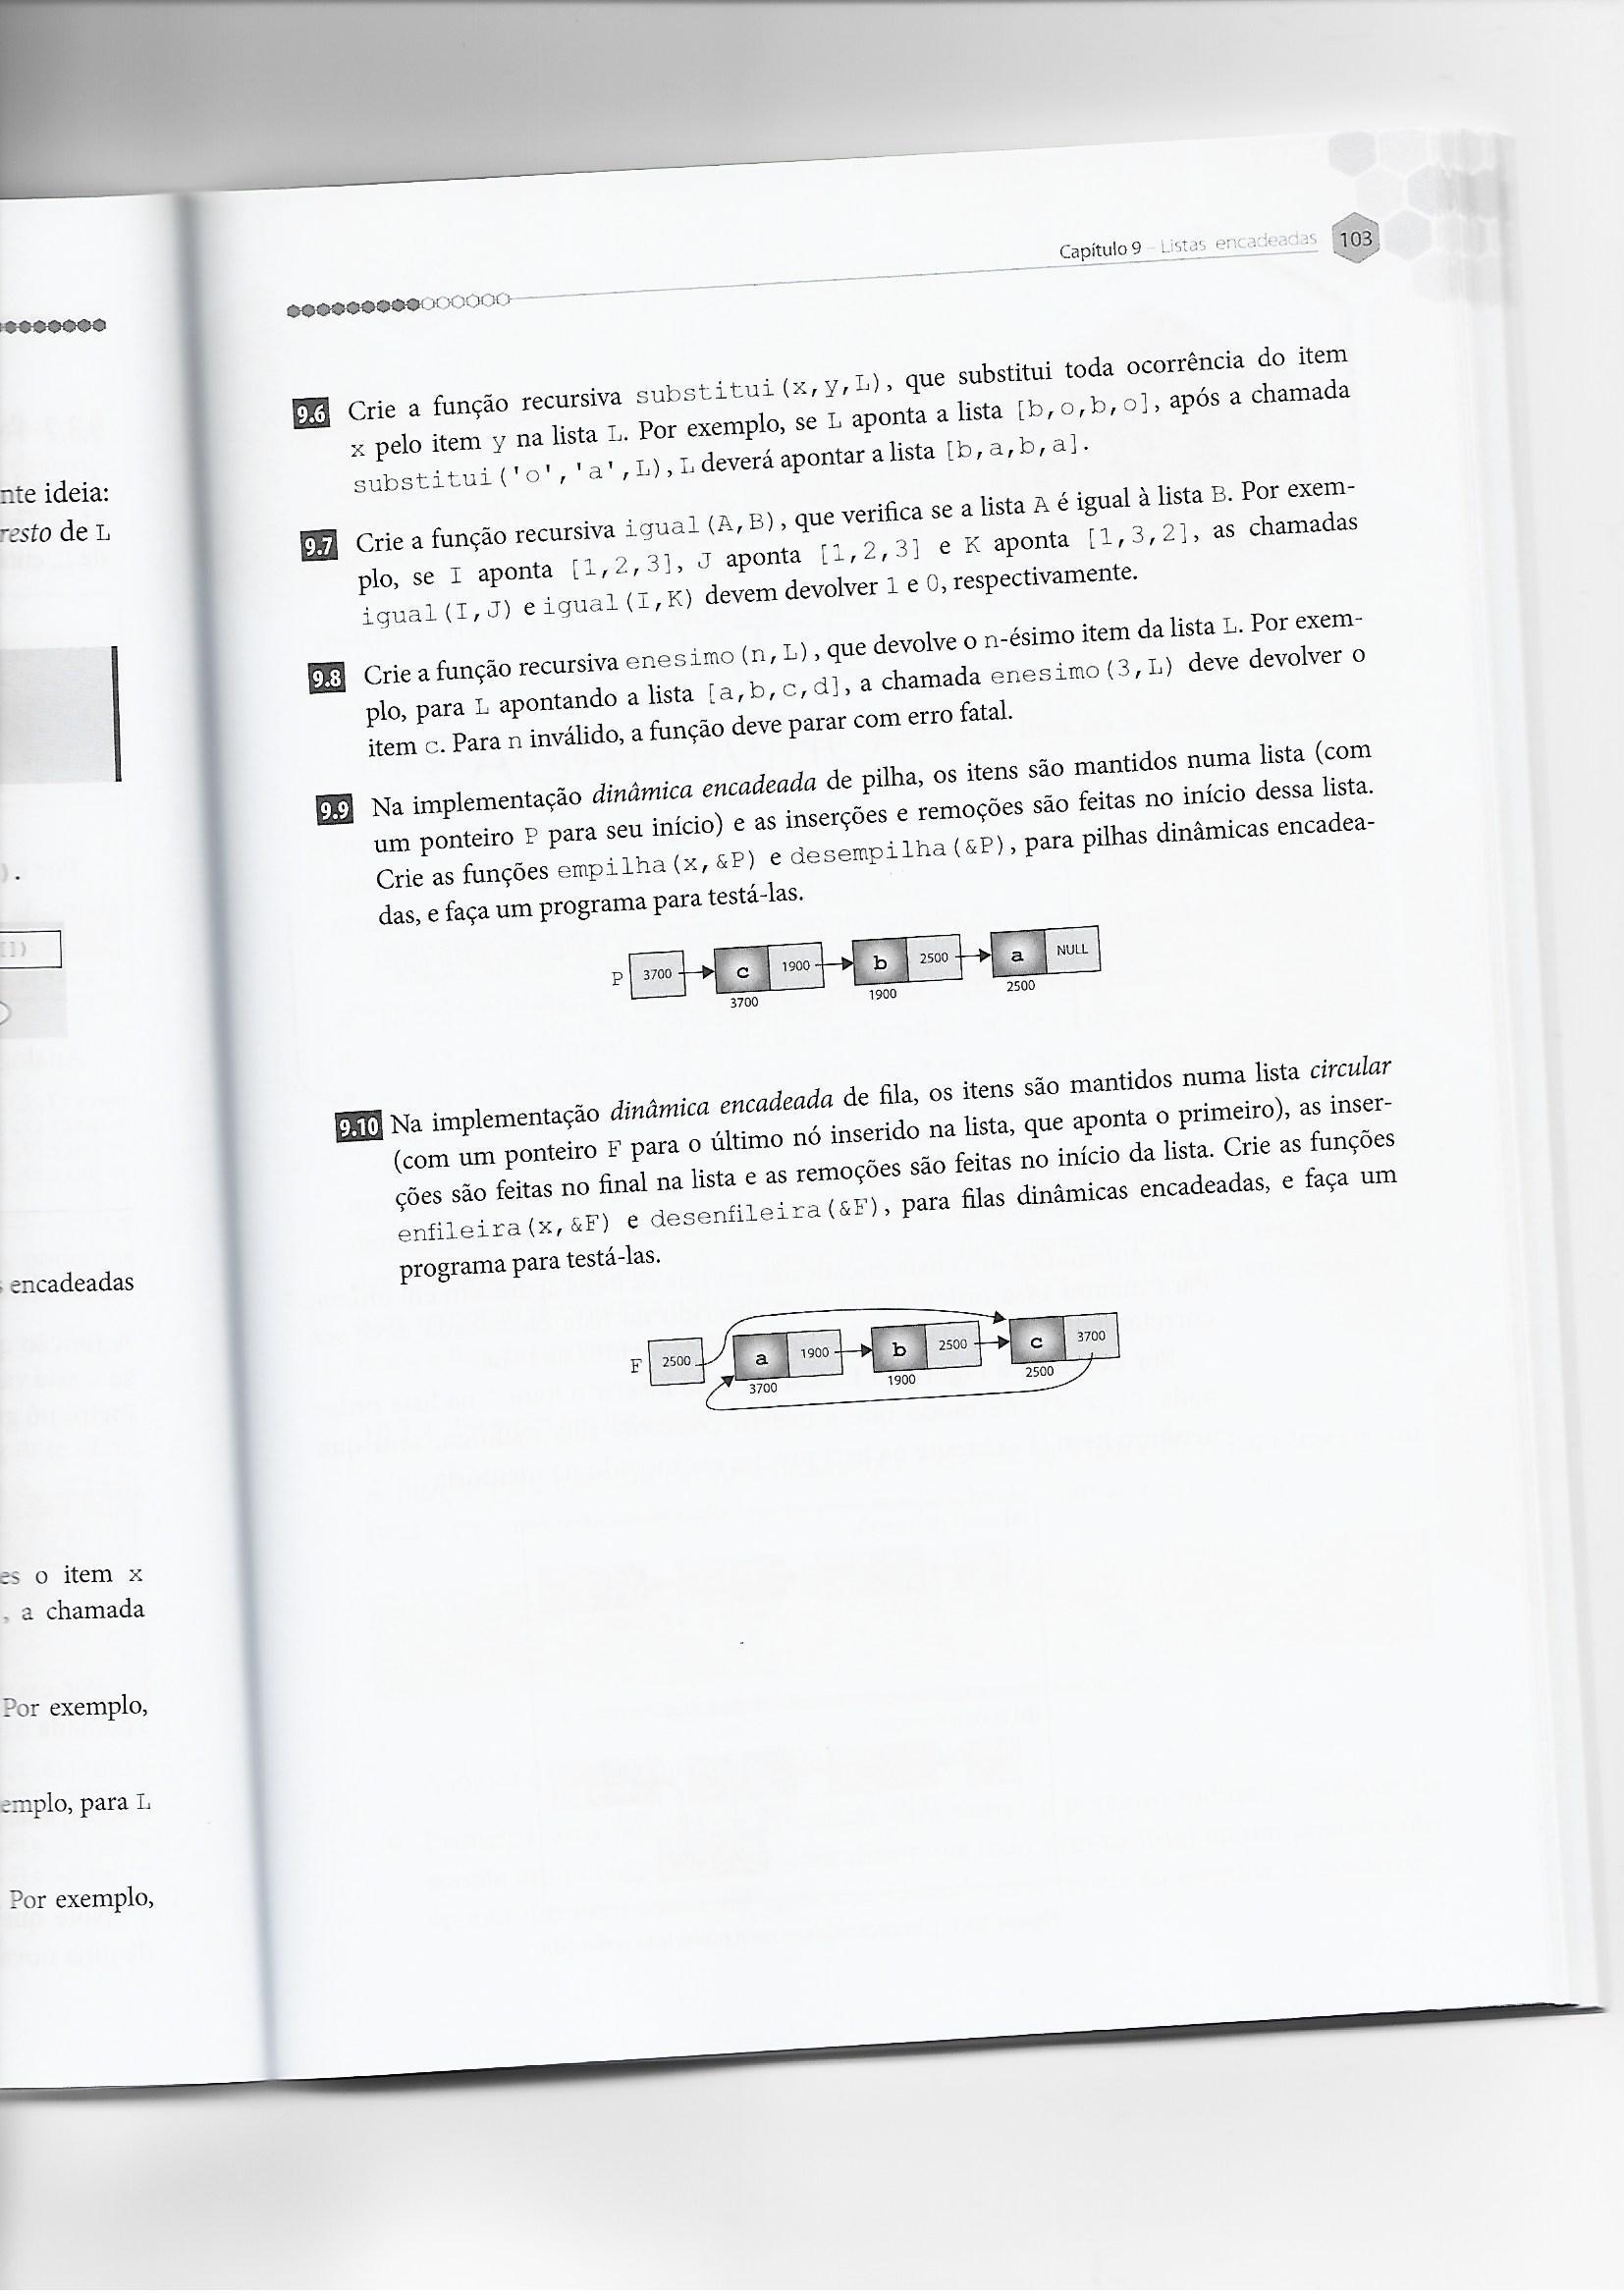 nte ideia:
resto de L
encadeadas
es o item x
, a chamada
Por exemplo,
emplo, para L
Por exemplo,
Capítulo 9 – Listas encadeadas 103
9.6 Crie a função recursiva substitui(x,y,L), que substitui toda ocorrência do item
x pelo item y na lista L. Por exemplo, se L aponta a lista [b,o,b,o], após a chamada
substitui('o','a',L), L deverá apontar a lista [b,a,b,a].
9.7 Crie a função recursiva igual(A,B), que verifica se a lista A é igual à lista B. Por exem-
plo, se I aponta [1,2,3], J aponta [1,2,3] e K aponta [1,3,2], as chamadas
igual(I,J) e igual(I,K) devem devolver 1 e 0, respectivamente.
9.8 Crie a função recursiva enesimo(n,L), que devolve o n-ésimo item da lista L. Por exem-
plo, para L apontando a lista [a,b,c,d], a chamada enesimo(3,L) deve devolver o
item c. Para n inválido, a função deve parar com erro fatal.
9.9 Na implementação dinâmica encadeada de pilha, os itens são mantidos numa lista (com
um ponteiro P para seu início) e as inserções e remoções são feitas no início dessa lista.
Crie as funções empilha(x,&P) e desempilha(&P), para pilhas dinâmicas encadea-
das, e faça um programa para testá-las.
P 3700 c 1900 b 2500 a NULL
3700 1900 2500
9.10 Na implementação dinâmica encadeada de fila, os itens são mantidos numa lista circular
(com um ponteiro F para o último nó inserido na lista, que aponta o primeiro), as inser-
ções são feitas no final na lista e as remoções são feitas no início da lista. Crie as funções
enfileira(x,&F) e desenfileira(&F), para filas dinâmicas encadeadas, e faça um
programa para testá-las.
F 2500 a 1900 b 2500 c 3700
3700 1900 2500